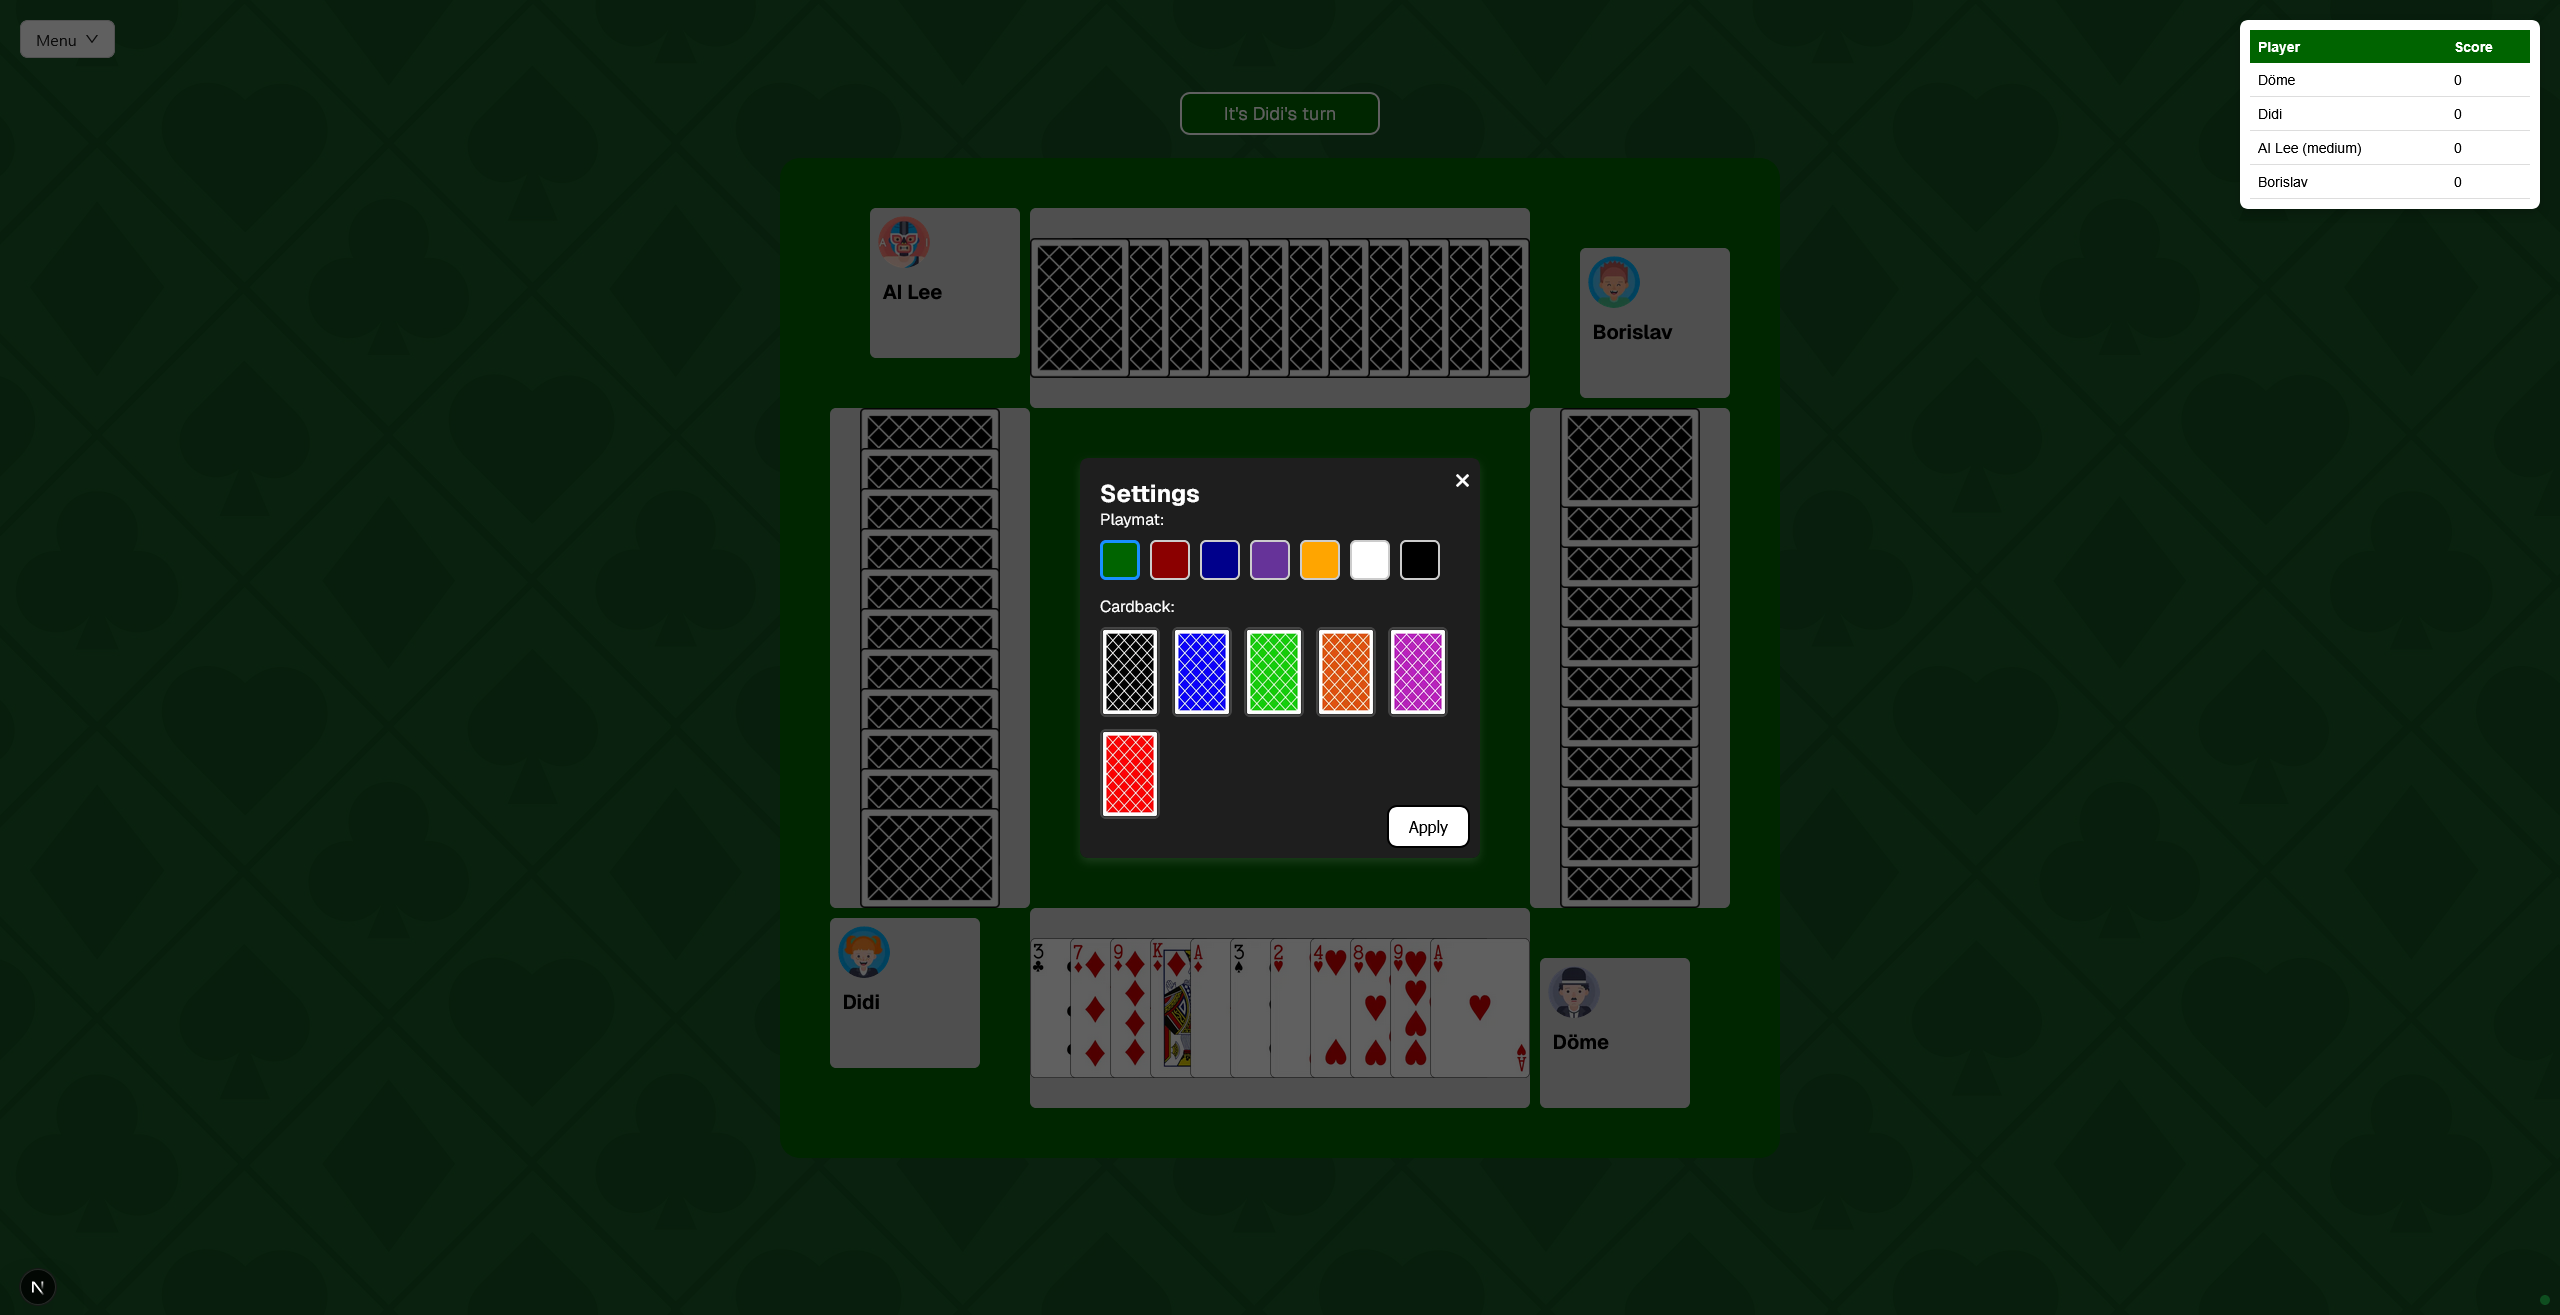 Menu
It's Didi's turn
Player Score
Döme 0
Didi 0
AI Lee (medium) 0
Borislav 0
A I
AI Lee
Borislav
Settings
×
Playmat:
Cardback:
Apply
Didi
3 7 9 K A 3 2 4 8 9 A
A
Döme
N